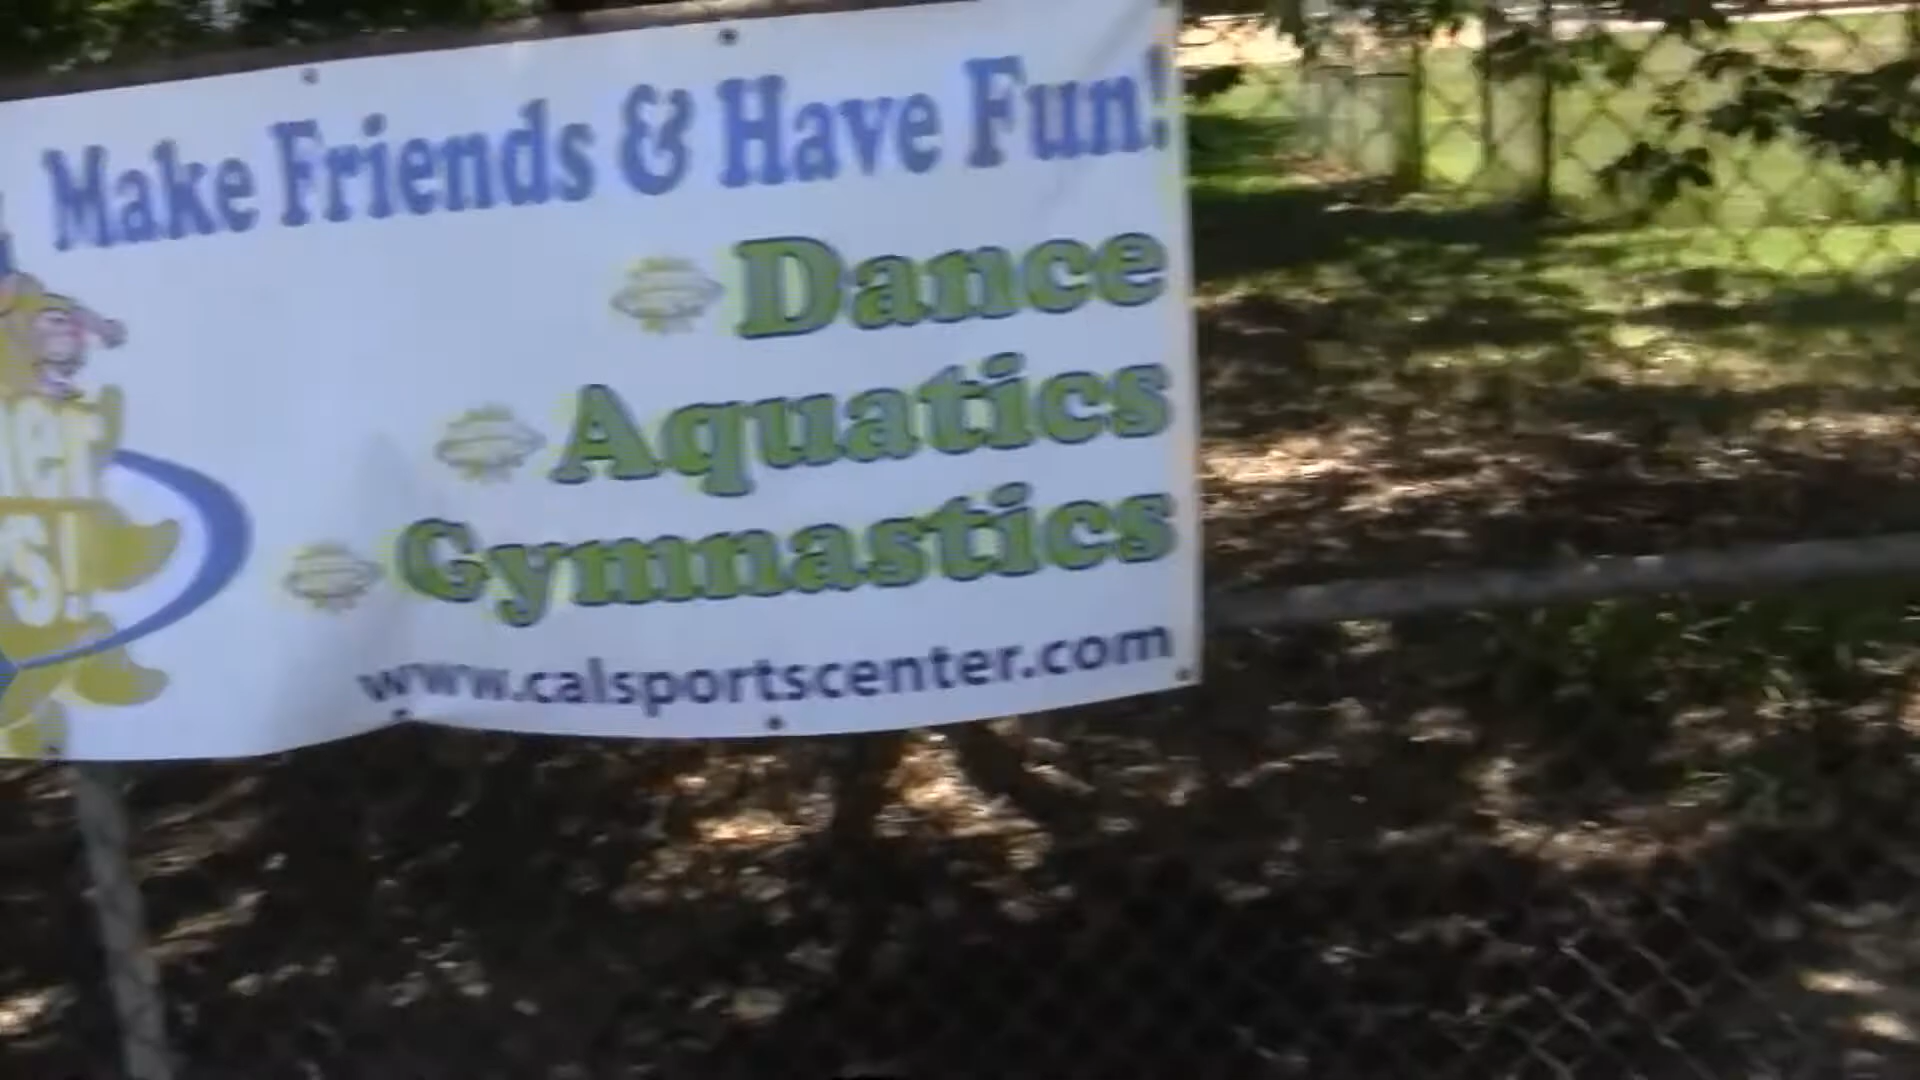 Make Friends & Have Fun!
Dance
Aquatics
Gymnastics
www.calsportscenter.com